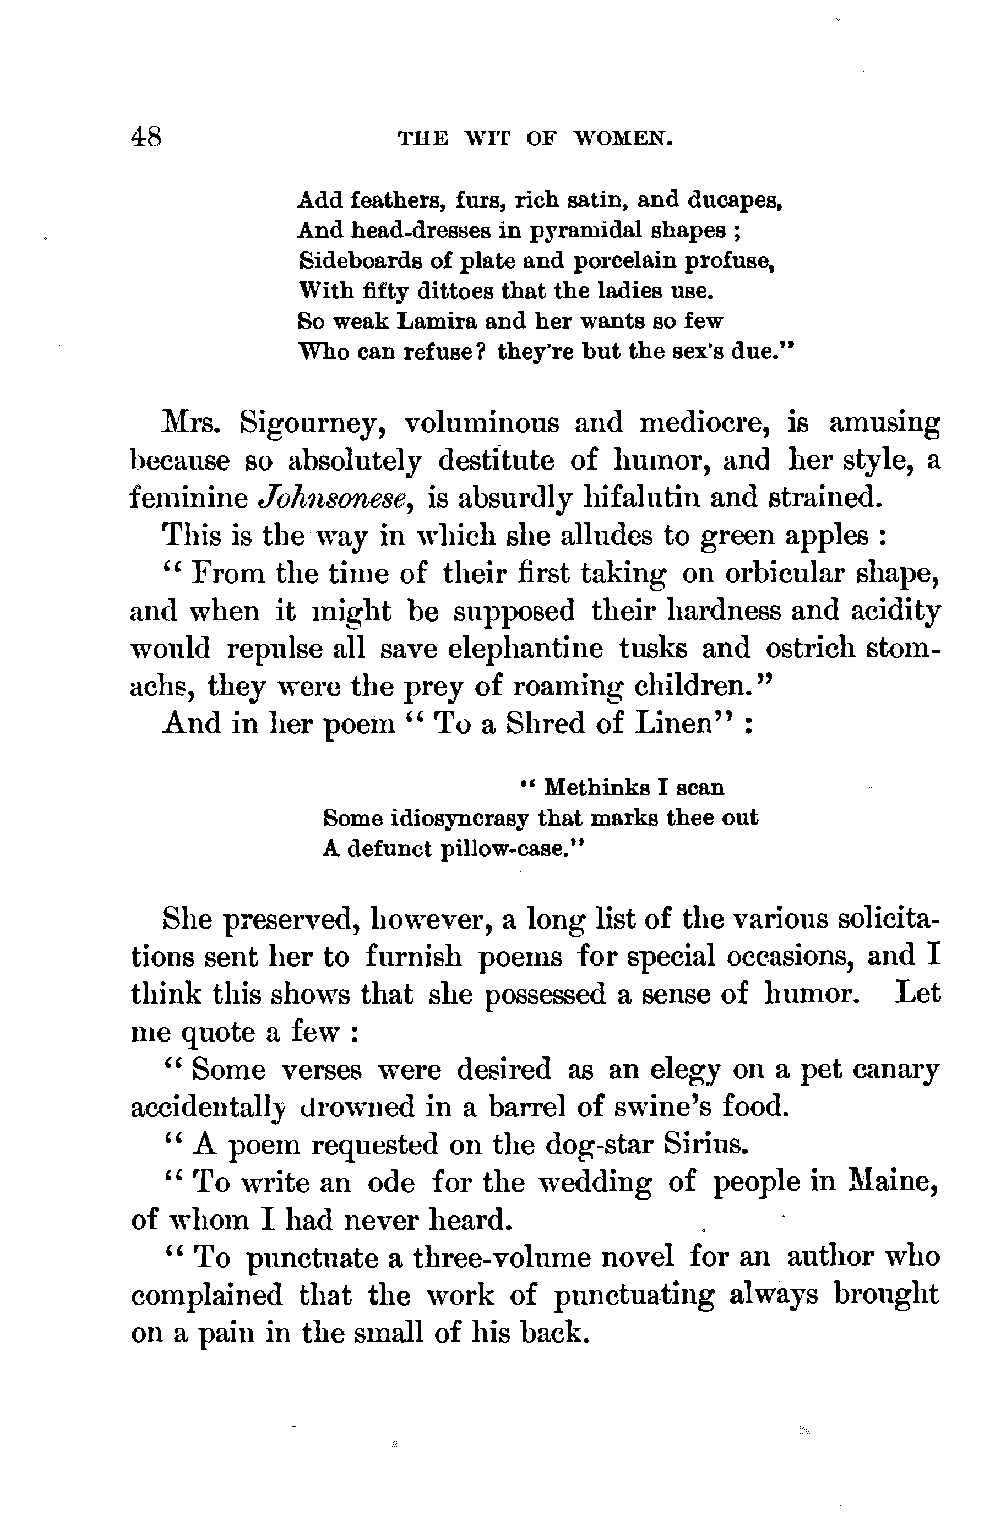 48 THE WIT OF WOMEN.
Add feathers, furs, rich satin, and ducapes,
And head-dresses in pyramidal shapes ;
Sideboards of plate and porcelain profuse,
With fifty dittoes that the ladies use.
So weak Lamira and her wants so few
Who can refuse? they're but the sex's due."
Mrs. Sigourney, voluminous and mediocre, is amusing
because so absolutely destitute of humor, and her style, a
feminine Johnsonese, is absurdly hifalutin and strained.
This is the way in which she alludes to green apples :
" From the time of their first taking on orbicular shape,
and when it might be supposed their hardness and acidity
would repulse all save elephantine tusks and ostrich stom-
achs, they were the prey of roaming children."
And in her poem " To a Shred of Linen" :
" Methinks I scan
Some idiosyncrasy that marks thee out
A defunct pillow-case."
She preserved, however, a long list of the various solicita-
tions sent her to furnish poems for special occasions, and I
think this shows that she possessed a sense of humor. Let
me quote a few :
" Some verses were desired as an elegy on a pet canary
accidentally drowned in a barrel of swine's food.
" A poem requested on the dog-star Sirius.
" To write an ode for the wedding of people in Maine,
of whom I had never heard.
" To punctuate a three-volume novel for an author who
complained that the work of punctuating always brought
on a pain in the small of his back.